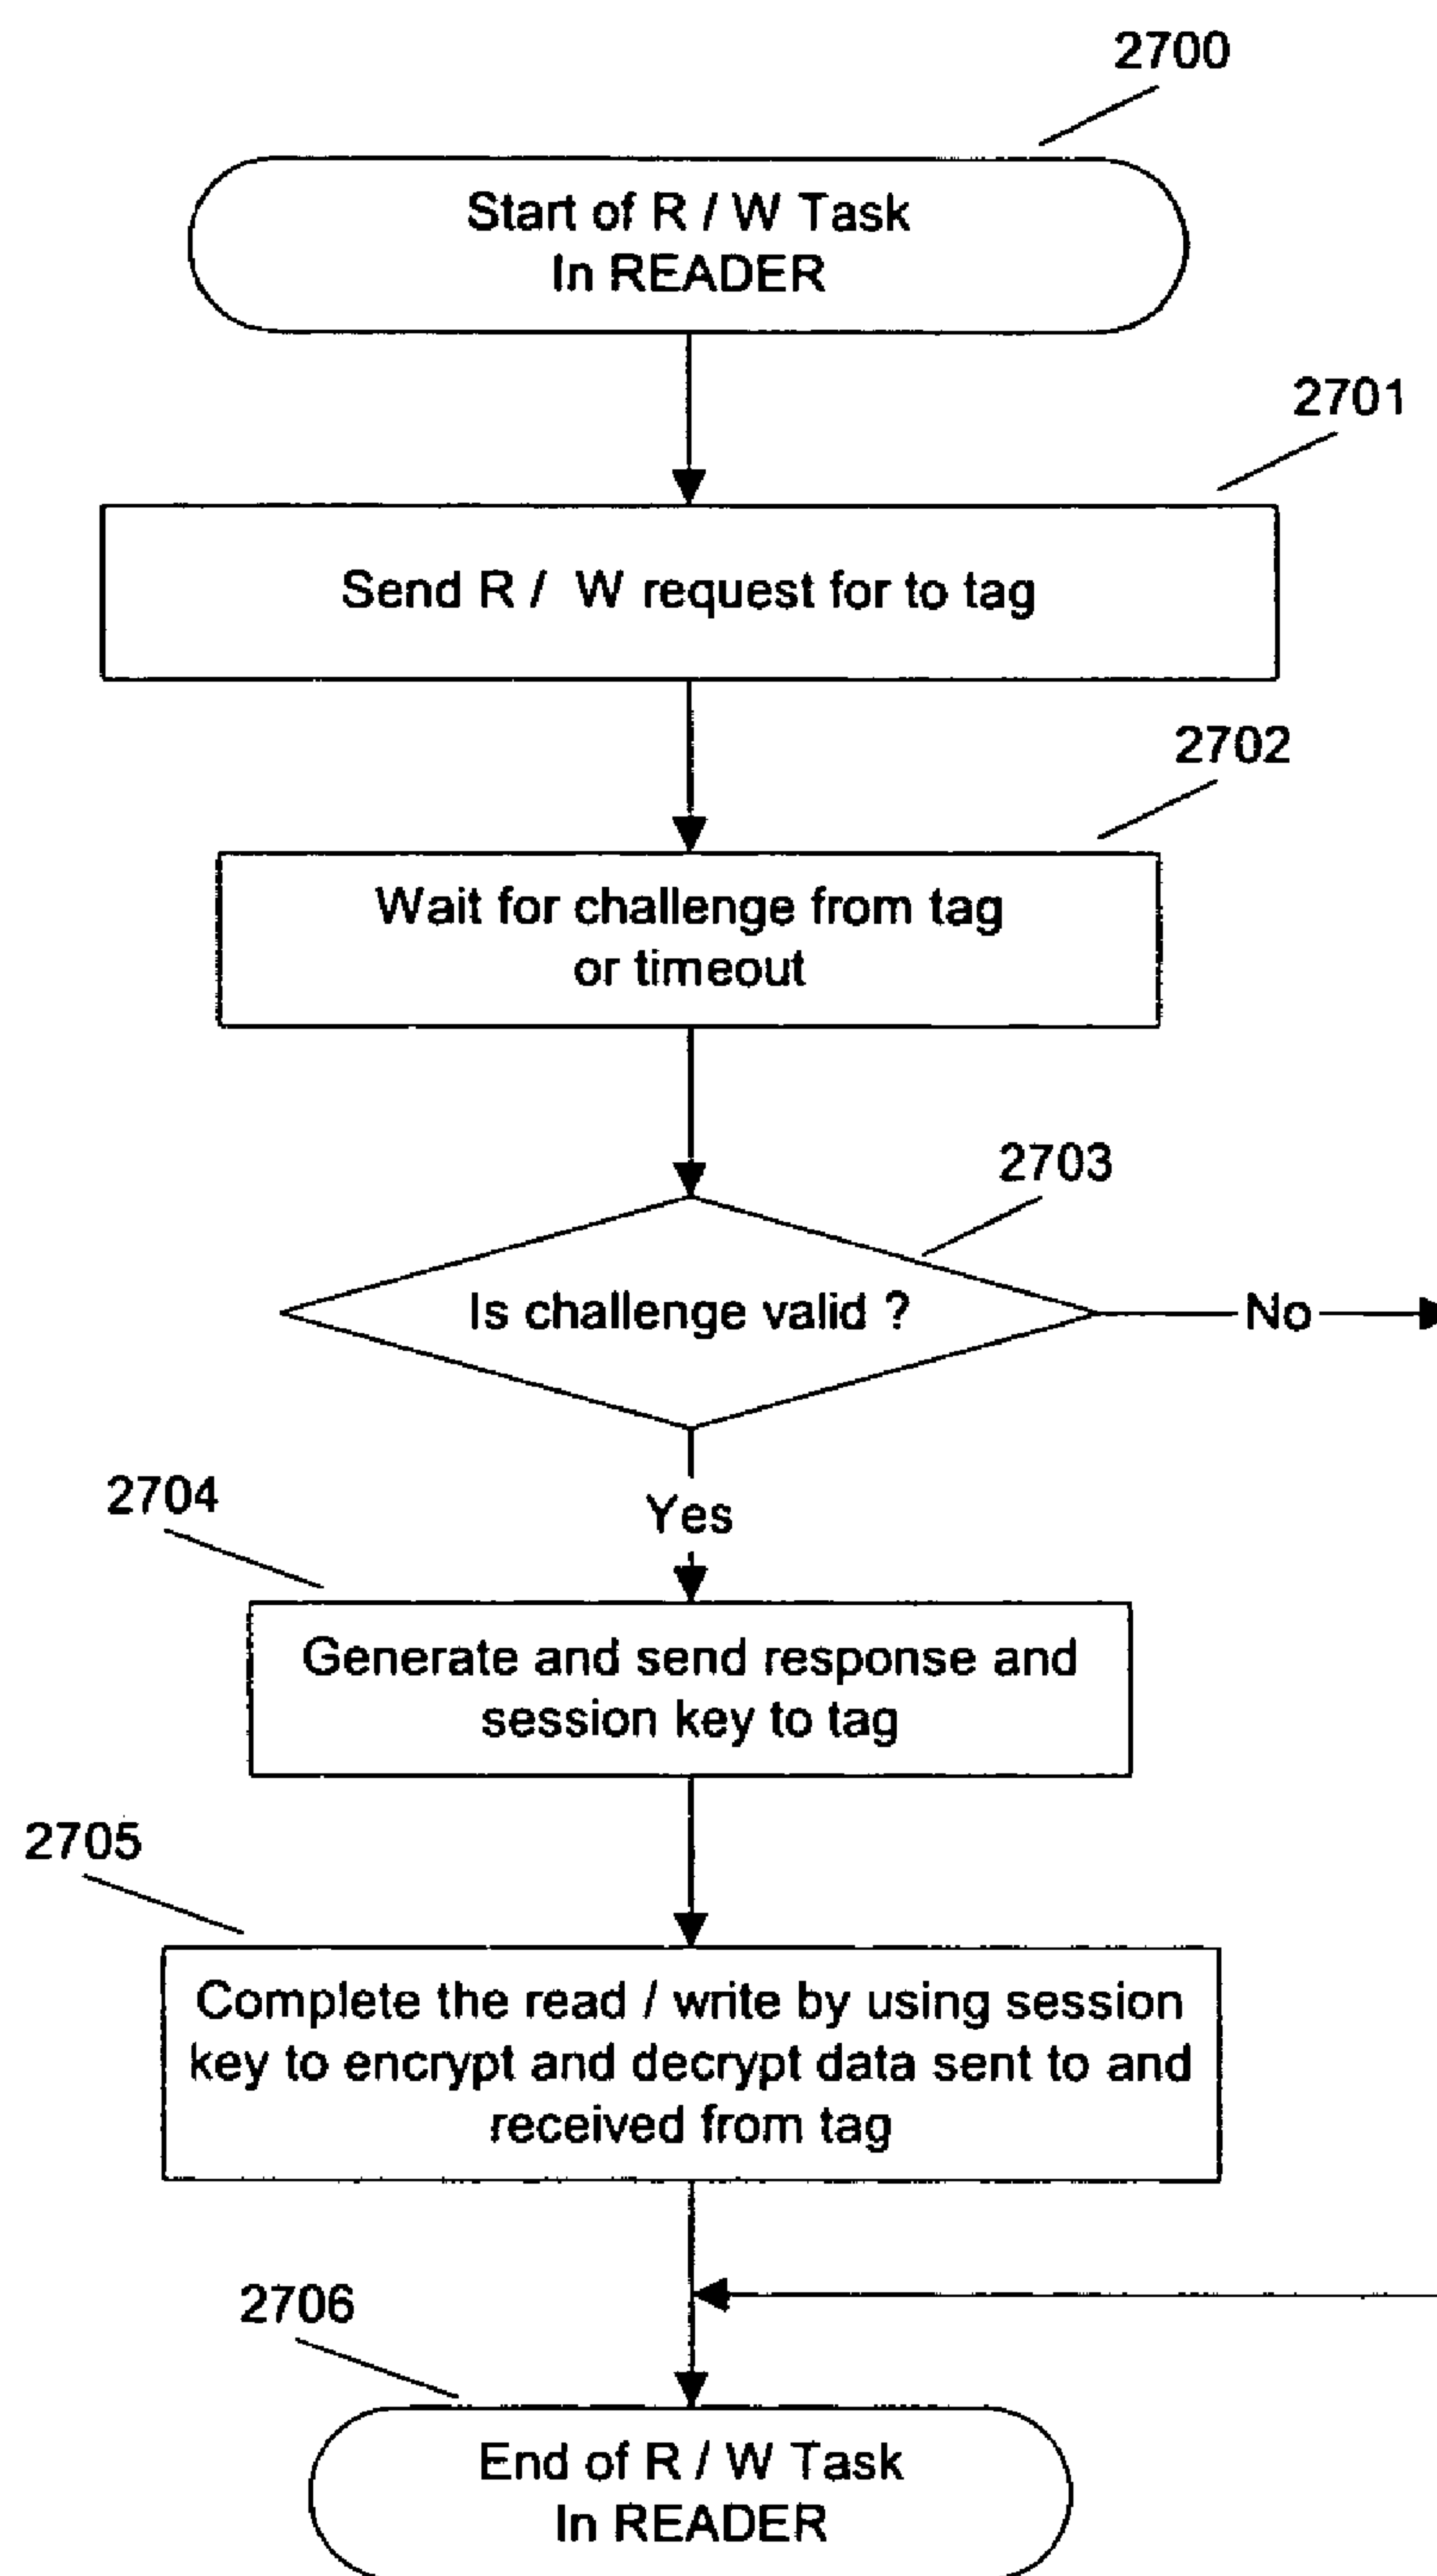 2700
Start of R / W Task
In READER
2701
Send R / W request for to tag
2702
Wait for challenge from tag
or timeout
2703
Is challenge valid ?
No
Yes
2704
Generate and send response and
session key to tag
2705
Complete the read / write by using session
key to encrypt and decrypt data sent to and
received from tag
2706
End of R / W Task
In READER